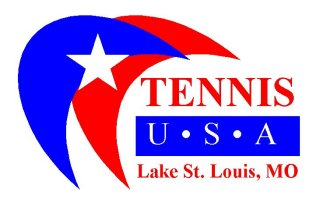 TENNIS
U•S•A
Lake St. Louis, MO